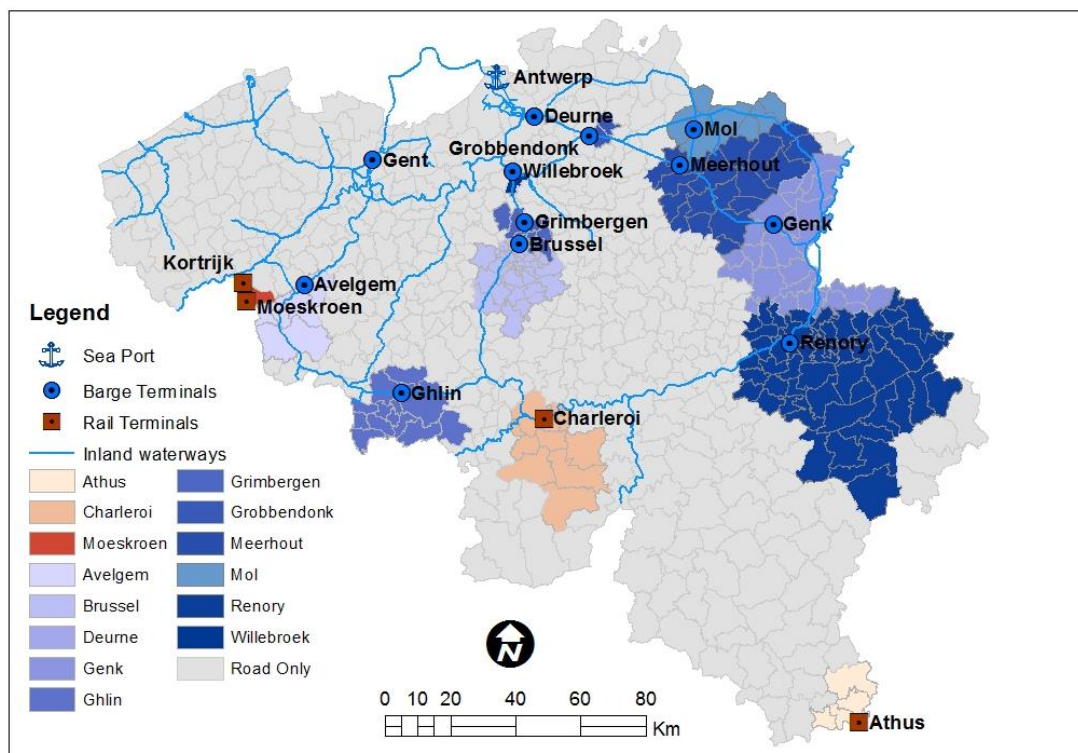 Antwerp
Deurne
Mol
Grobbendonk
Gent
Willebroek
Meerhout
Grimbergen
Genk
Brussel
Kortrijk
Avelgem
Moeskroen
Renory
Ghlin
Charleroi
Athus
Legend
Sea Port
Barge Terminals
Rail Terminals
Inland waterways
Athus
Charleroi
Moeskroen
Avelgem
Brussel
Deurne
Genk
Ghlin
Grimbergen
Grobbendonk
Meerhout
Mol
Renory
Willebroek
Road Only
N
0 10 20 40 60 80
Km